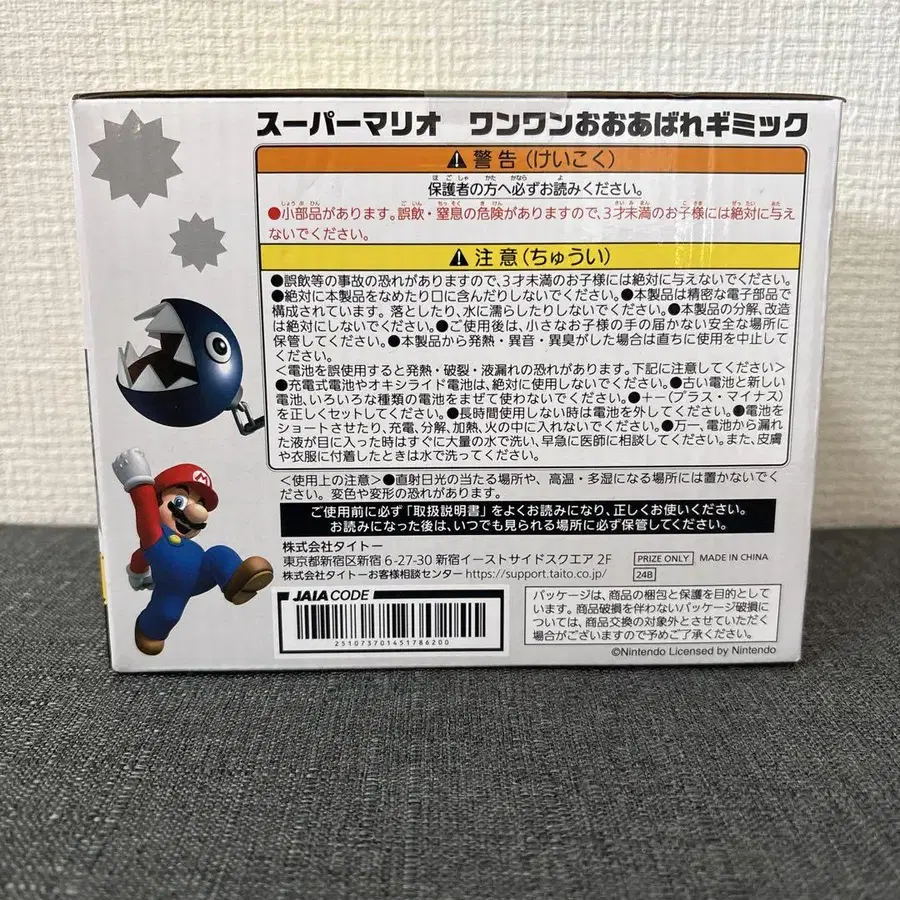 スーパーマリオ ワンワンおおあばれギミック
⚠警告(けいこく)
保護者の方へ必ずお読みください。
●小部品があります。誤飲・窒息の危険がありますので、3才未満のお子様には絶対に与え
ないでください。
⚠注意(ちゅうい)
●誤飲等の事故の恐れがありますので、3才未満のお子様には絶対に与えないでください。
●絶対に本製品をなめたり口に含んだりしないでください。●本製品は精密な電子部品で
構成されています。落としたり、水に濡らしたりしないでください。●本製品の分解、改造
は絶対にしないでください。●ご使用後は、小さなお子様の手の届かない安全な場所に
保管してください。●本製品から発熱・異音・異臭がした場合は直ちに使用を中止して
ください。
<電池を誤使用すると発熱・破裂・液漏れの恐れがあります。下記に注意してください>
●充電式電池やオキシライド電池は、絶対に使用しないでください。●古い電池と新しい
電池、いろいろな種類の電池をまぜて使わないでください。●+−(プラス・マイナス)
を正しくセットしてください。●長時間使用しない時は電池を外してください。●電池を
ショートさせたり、充電、分解、加熱、火の中に入れないでください。●万一、電池から漏れ
た液が目に入った時はすぐに大量の水で洗い、早急に医師に相談してください。また、皮膚
や衣服に付着したときは水で洗ってください。
<使用上の注意>●直射日光の当たる場所や、高温・多湿になる場所には置かないでく
ださい。変色や変形の恐れがあります。
ご使用前に必ず「取扱説明書」をよくお読みになり、正しくお使いください。
お読みになった後は、いつでも見られる場所に必ず保管してください。
株式会社タイトー
東京都新宿区新宿 6-27-30 新宿イーストサイドスクエア 2F
株式会社タイトーお客様相談センター https://support.taito.co.jp/
PRIZE ONLY MADE IN CHINA
24B
JAIA CODE
251073701451786200
パッケージは、商品の梱包と保護を目的として
います。商品破損を伴わないパッケージ破損
については、商品交換の対象外とさせていただく
場合がございますので予めご了承ください。
©Nintendo Licensed by Nintendo
M